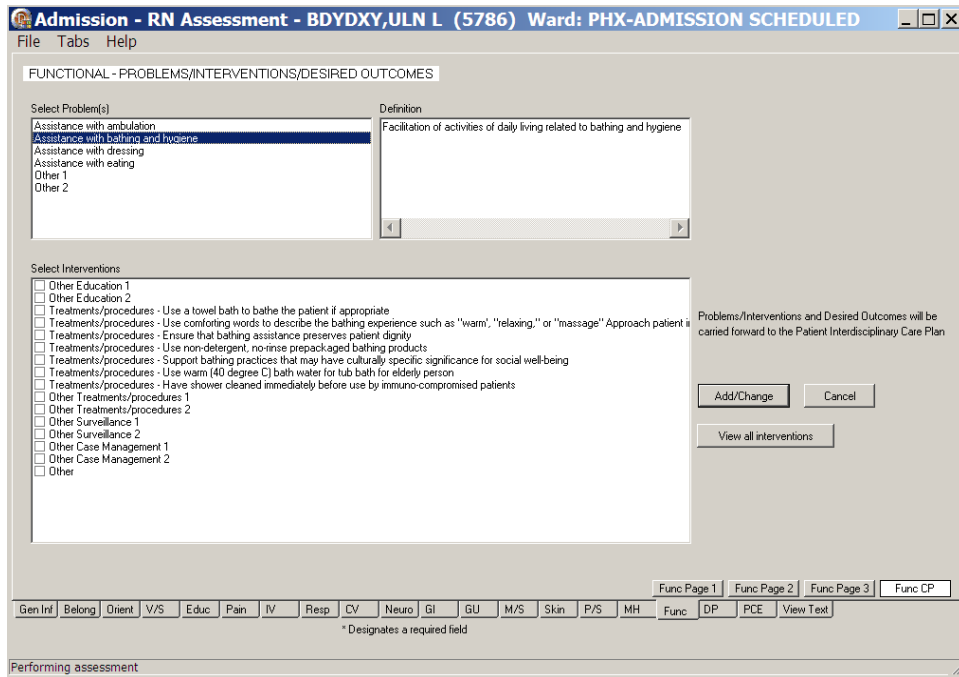 Admission - RN Assessment - BDYDXY,ULN L (5786) Ward: PHX-ADMISSION SCHEDULED
File Tabs Help
FUNCTIONAL - PROBLEMS/INTERVENTIONS/DESIRED OUTCOMES
Select Problem(s)
Assistance with ambulation
Assistance with bathing and hygiene
Assistance with dressing
Assistance with eating
Other 1
Other 2
Definition
Facilitation of activities of daily living related to bathing and hygiene
Select Interventions
Other Education 1
Other Education 2
Treatments/procedures - Use a towel bath to bathe the patient if appropriate
Treatments/procedures - Use comforting words to describe the bathing experience such as "warm', "relaxing," or "massage" Approach patient i
Treatments/procedures - Ensure that bathing assistance preserves patient dignity
Treatments/procedures - Use non-detergent, no-rinse prepackaged bathing products
Treatments/procedures - Support bathing practices that may have culturally specific significance for social well-being
Treatments/procedures - Use warm (40 degree C) bath water for tub bath for elderly person
Treatments/procedures - Have shower cleaned immediately before use by immuno-compromised patients
Other Treatments/procedures 1
Other Treatments/procedures 2
Other Surveillance 1
Other Surveillance 2
Other Case Management 1
Other Case Management 2
Other
Problems/Interventions and Desired Outcomes will be
carried forward to the Patient Interdisciplinary Care Plan
Add/Change Cancel
View all interventions
Func Page 1 Func Page 2 Func Page 3 Func CP
Gen Inf Belong Orient V/S Educ Pain IV Resp CV Neuro GI GU M/S Skin P/S MH Func DP PCE View Text
* Designates a required field
Performing assessment